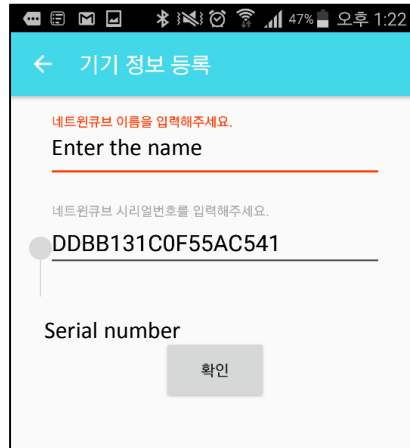 47% 오후 1:22
기기 정보 등록
네트윈큐브 이름을 입력해주세요.
Enter the name
네트윈큐브 시리얼번호를 입력해주세요.
DDBB131C0F55AC541
Serial number
확인